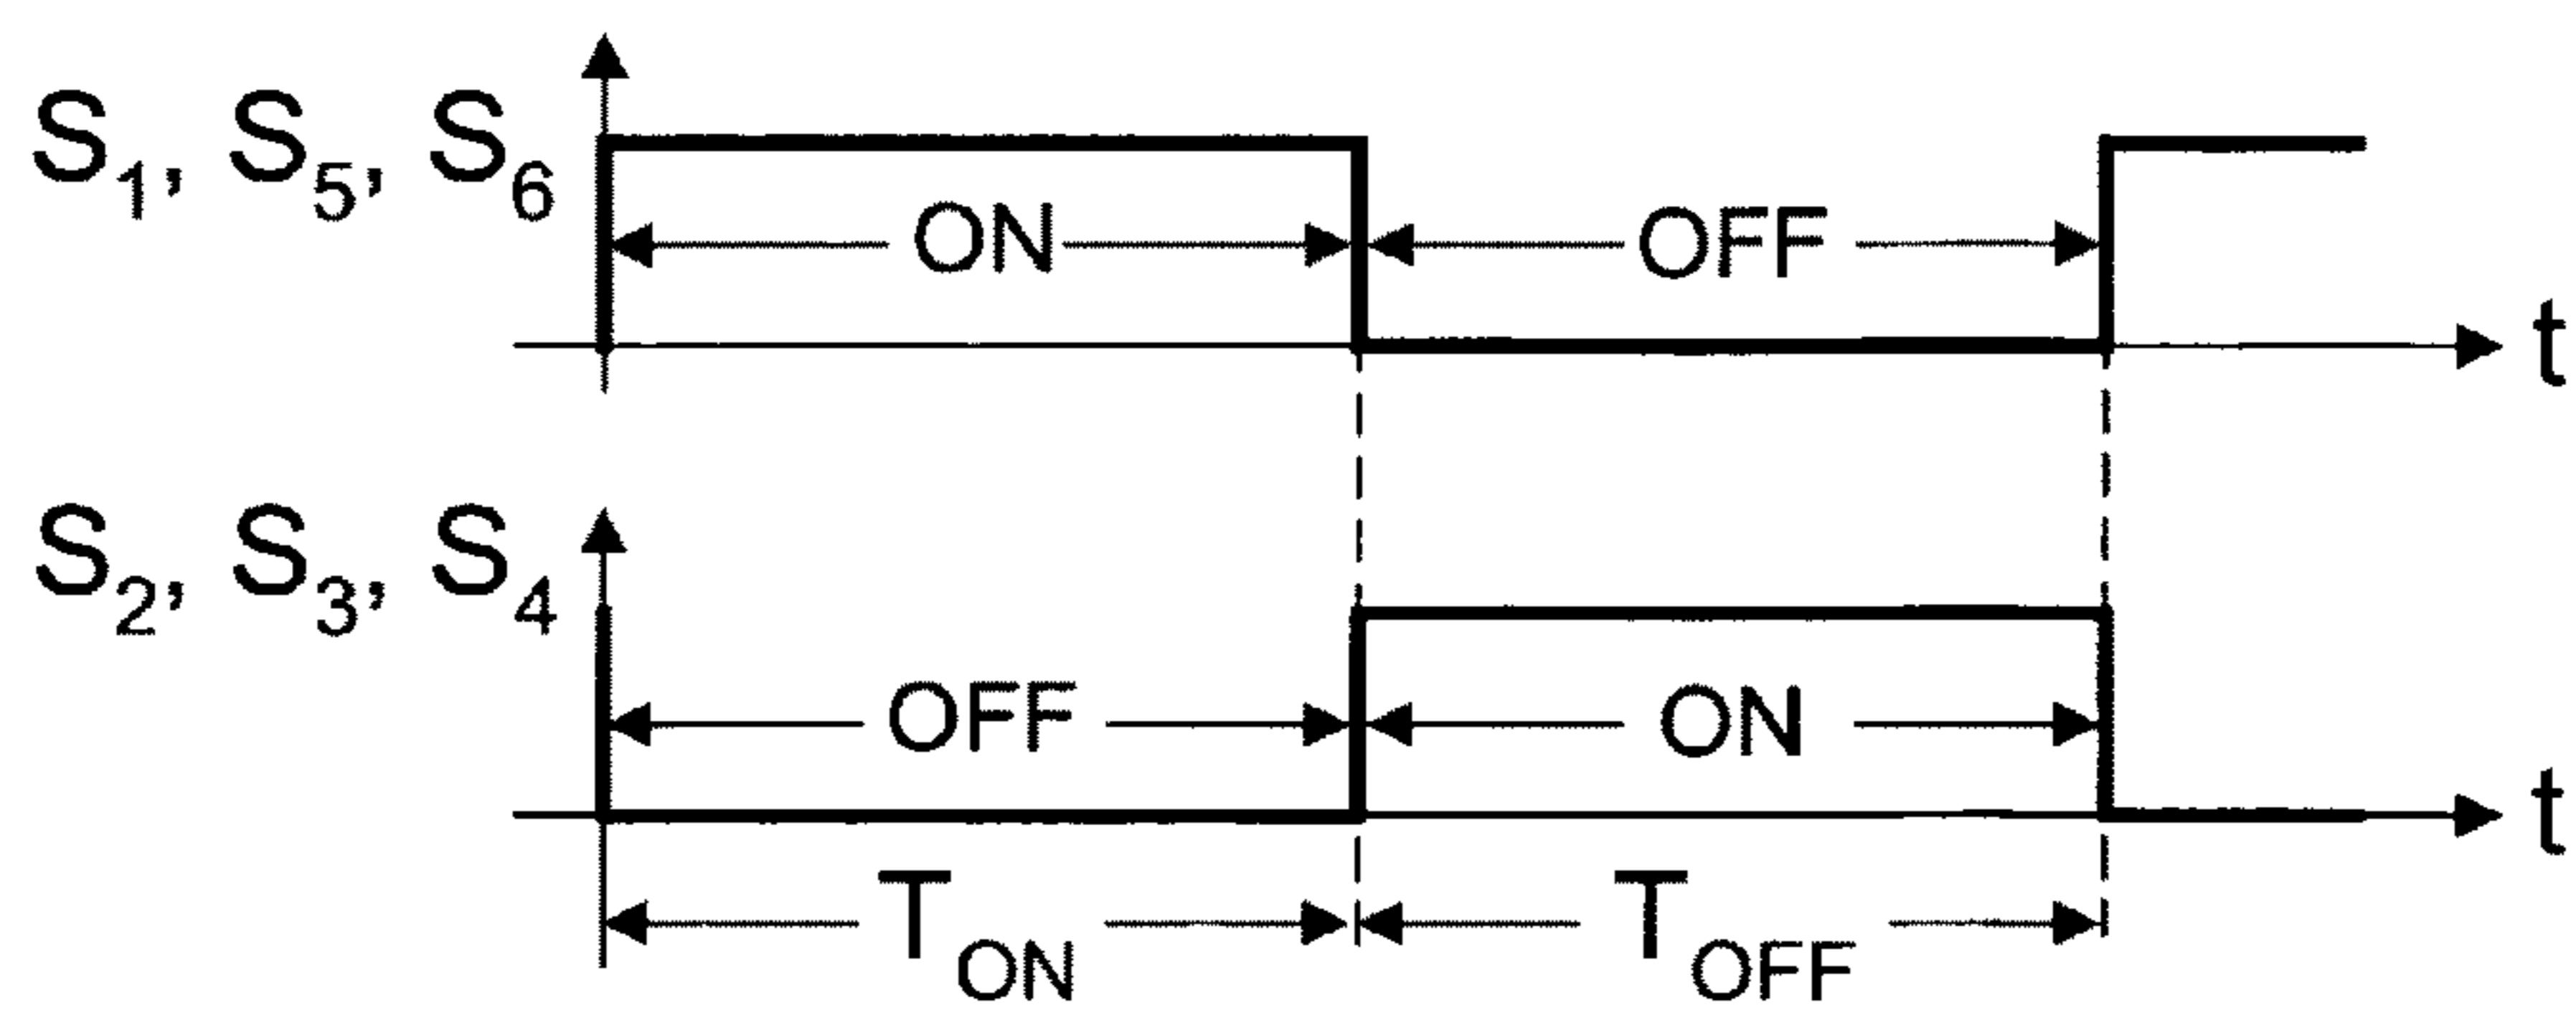 S1, S5, S6
ON
OFF
t
S2, S3, S4
OFF
ON
t
TON
TOFF